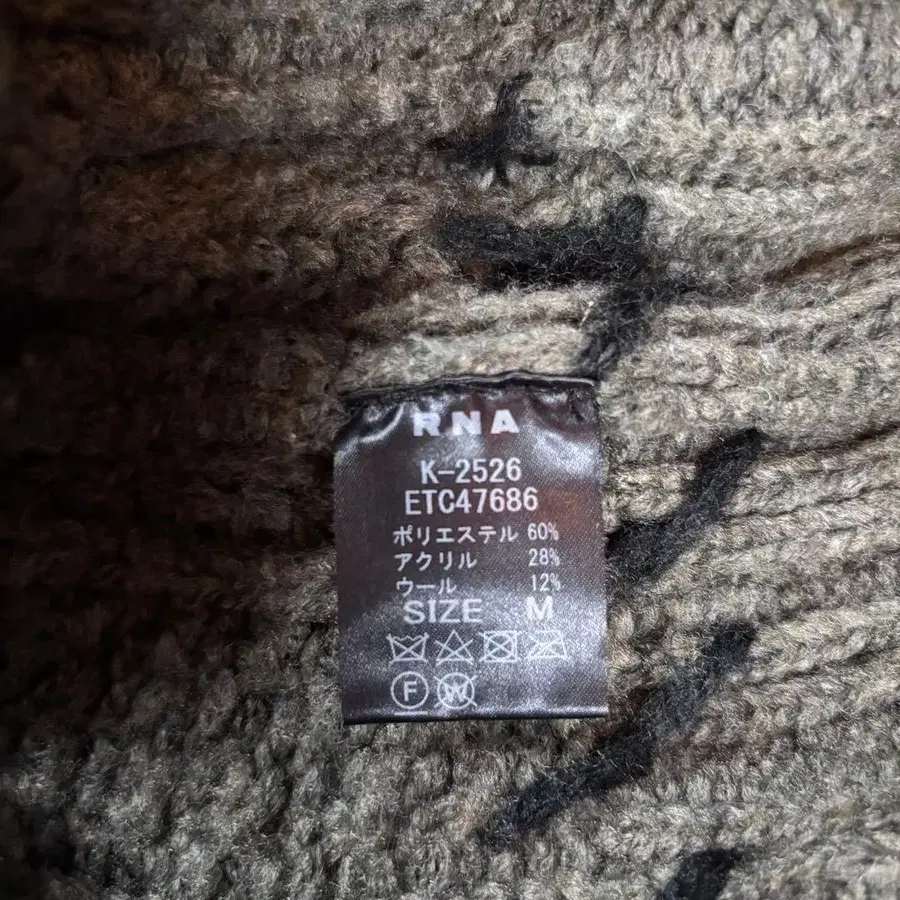 RNA
K-2526
ETC47686
ポリエステル 60%
アクリル 28%
ウール 12%
SIZE M
F W